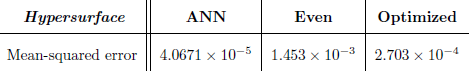 Hypersurface ANN Even Optimized
Mean-squared error 4.0671 × 10⁻⁵ 1.453 × 10⁻³ 2.703 × 10⁻⁴